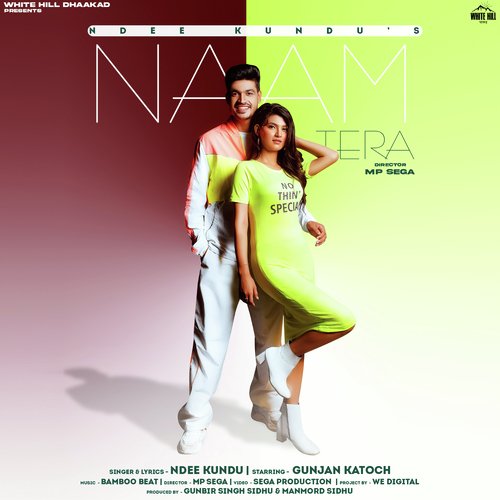 WHITE HILL DHAAKAD
PRESENTS
WHITE HILL
NDEE KUNDU'S
NAAM
TERA
DIRECTOR
MP SEGA
NO
THIN'
SPECIAL
SINGER & LYRICS - NDEE KUNDU | STARRING - GUNJAN KATOCH
MUSIC - BAMBOO BEAT | DIRECTOR - MP SEGA | VIDEO - SEGA PRODUCTION | PROJECT BY - WE DIGITAL
PRODUCED BY - GUNBIR SINGH SIDHU & MANMORD SIDHU